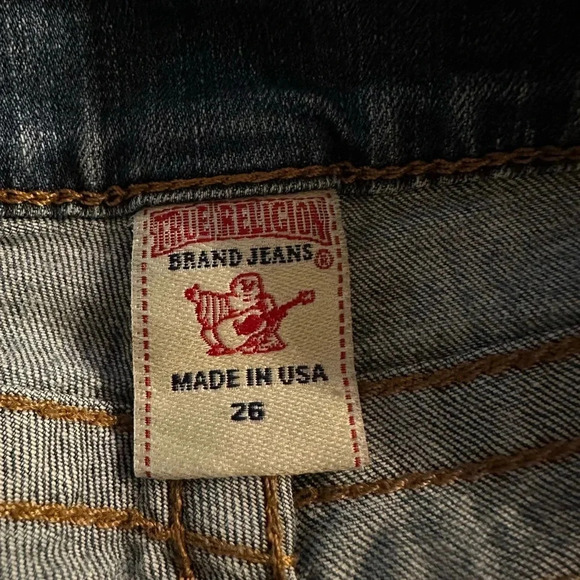 TRUE RELIGION
BRAND JEANS ®
MADE IN USA
26